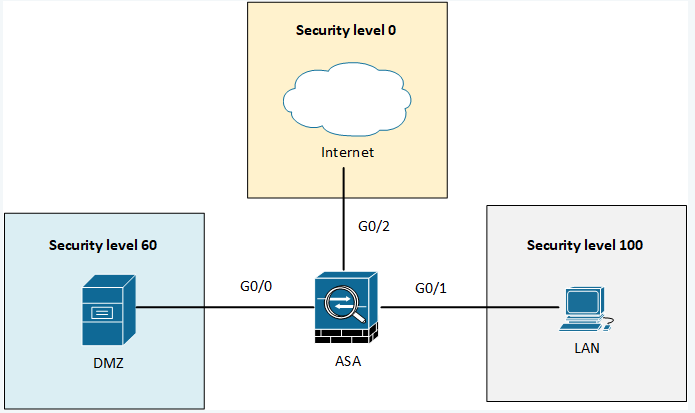 Security level 0
Internet
G0/2
Security level 60
Security level 100
G0/0
G0/1
DMZ
ASA
LAN